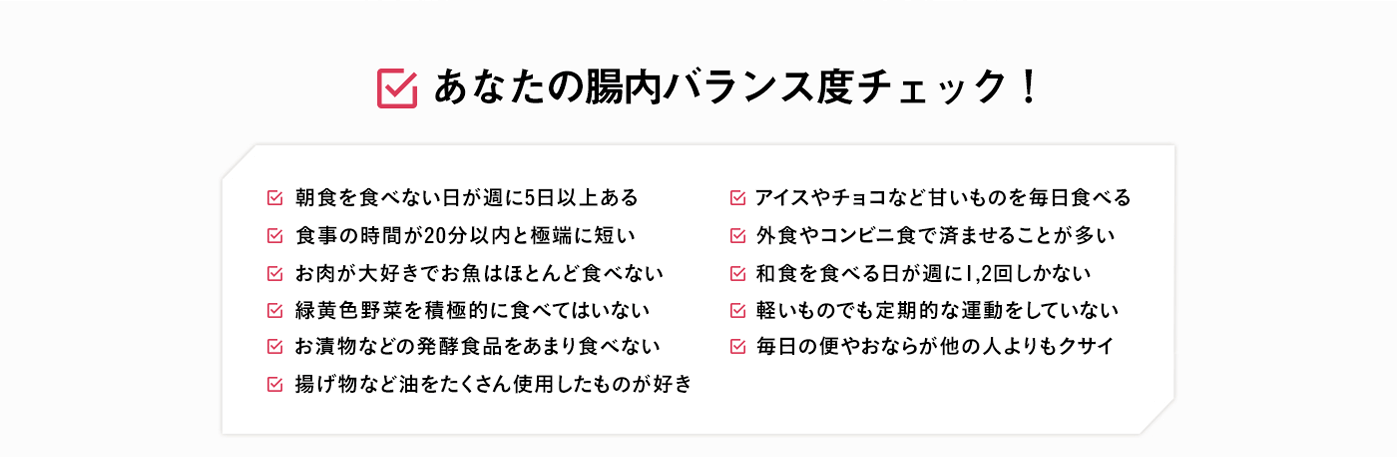 あなたの腸内バランス度チェック！
朝食を食べない日が週に5日以上ある
食事の時間が20分以内と極端に短い
お肉が大好きでお魚はほとんど食べない
緑黄色野菜を積極的に食べてはいない
お漬物などの発酵食品をあまり食べない
揚げ物など油をたくさん使用したものが好き
アイスやチョコなど甘いものを毎日食べる
外食やコンビニ食で済ませることが多い
和食を食べる日が週に1,2回しかない
軽いものでも定期的な運動をしていない
毎日の便やおならが他の人よりもクサイ